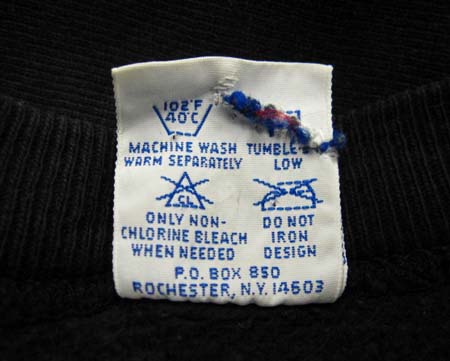 102°F
40°C
MACHINE WASH
WARM SEPARATELY
TUMBLE
LOW
CL
ONLY NON-
CHLORINE BLEACH
WHEN NEEDED
DO NOT
IRON
DESIGN
P.O. BOX 850
ROCHESTER, N.Y. 14603